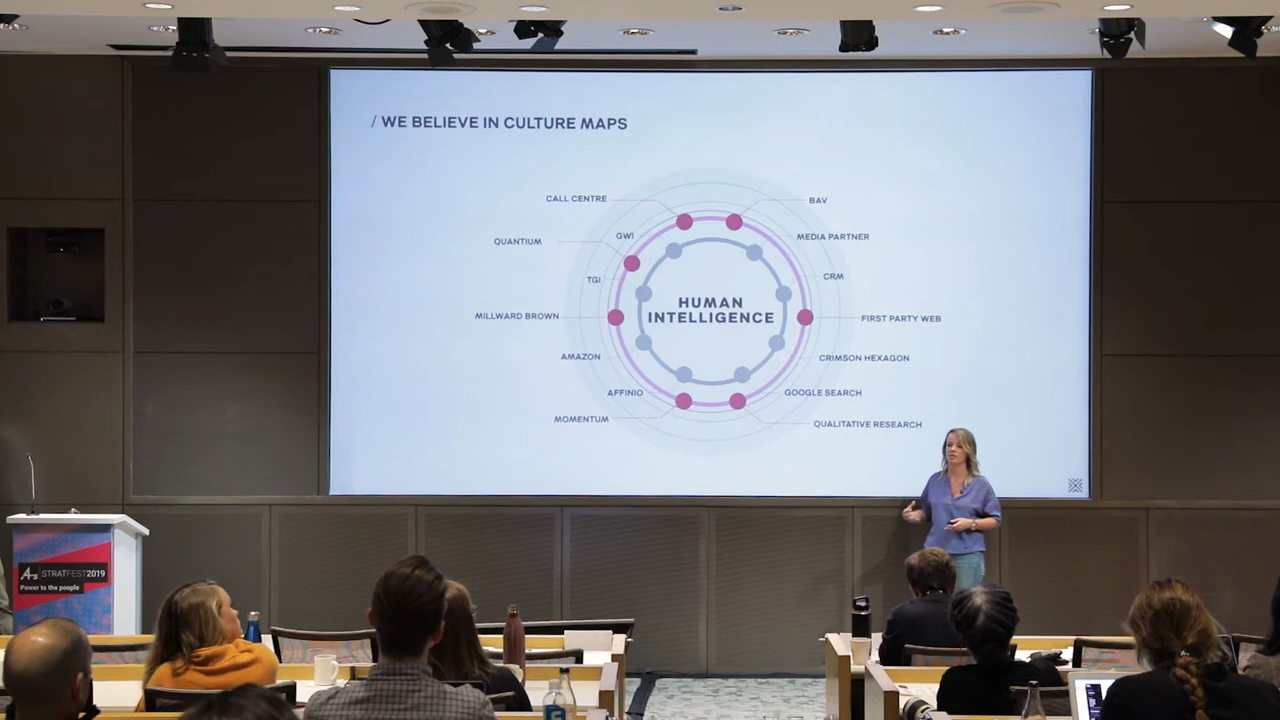 / WE BELIEVE IN CULTURE MAPS
CALL CENTRE
BAV
GWI
MEDIA PARTNER
QUANTIUM
TGI
CRM
HUMAN
INTELLIGENCE
MILLWARD BROWN
FIRST PARTY WEB
AMAZON
CRIMSON HEXAGON
AFFINIO
GOOGLE SEARCH
MOMENTUM
QUALITATIVE RESEARCH
4A's STRATFEST2019
Power to the people